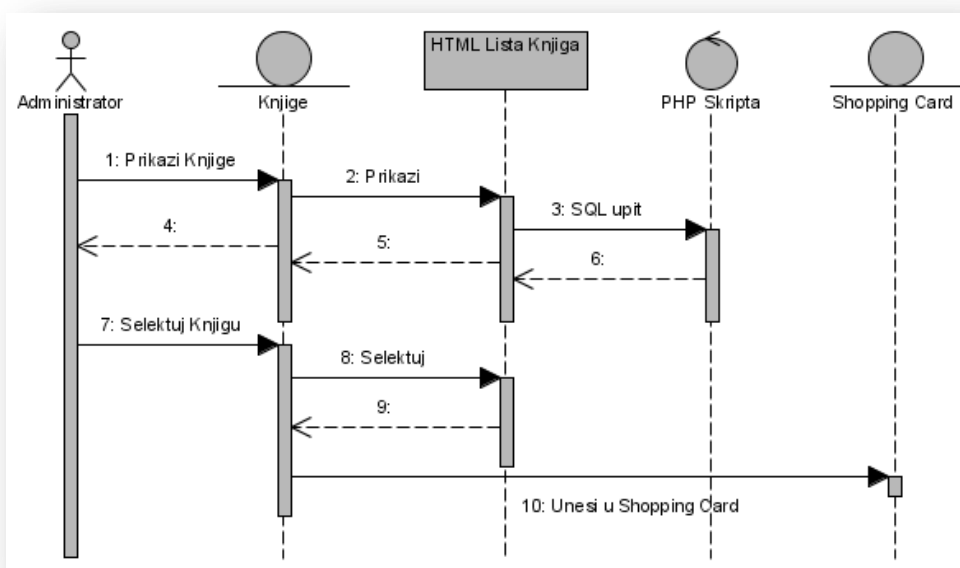 HTML Lista Knjiga
Administrator
Knjige
PHP Skripta
Shopping Card
1: Prikazi Knjige
2: Prikazi
3: SQL upit
4:
5:
6:
7: Selektuj Knjigu
8: Selektuj
9:
10: Unesi u Shopping Card